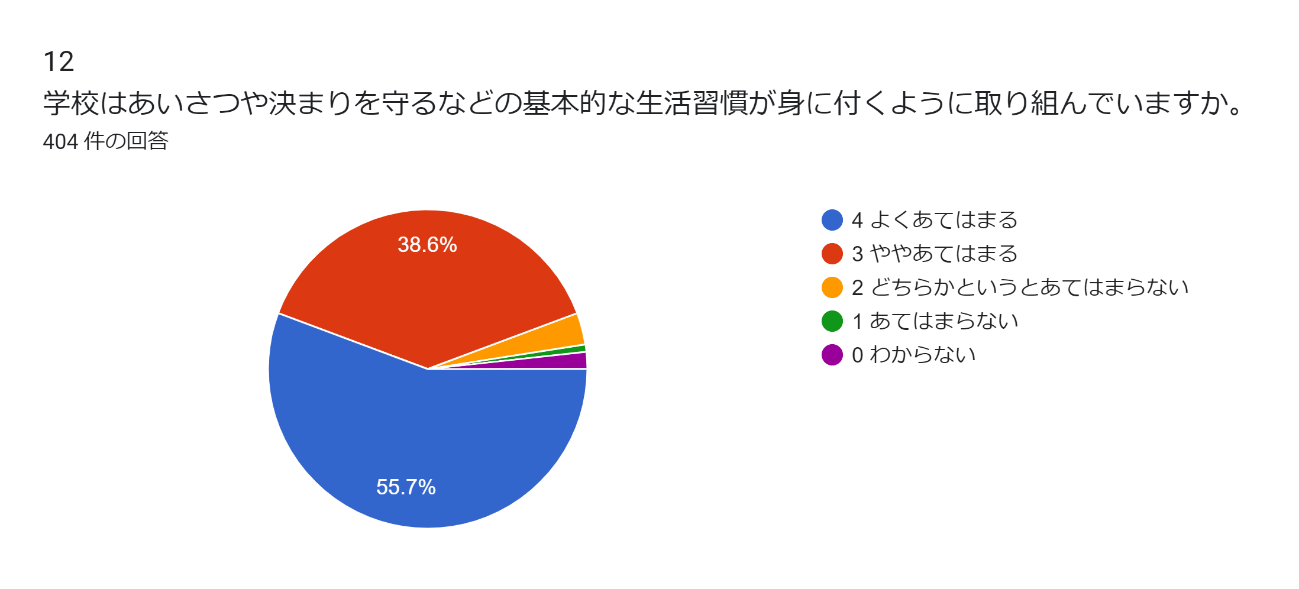 12
学校はあいさつや決まりを守るなどの基本的な生活習慣が身に付くように取り組んでいますか。
404 件の回答
38.6%
55.7%
4 よくあてはまる
3 ややあてはまる
2 どちらかというとあてはまらない
1 あてはまらない
0 わからない